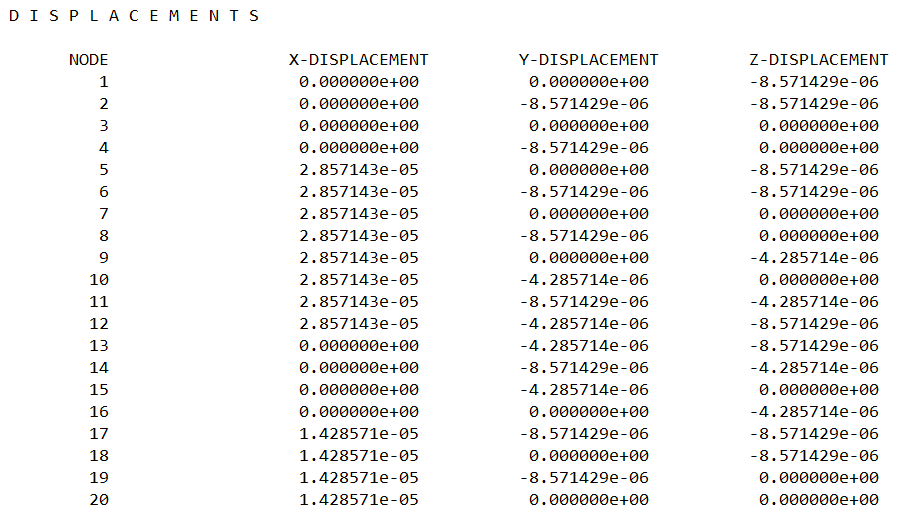 D I S P L A C E M E N T S
NODE X-DISPLACEMENT Y-DISPLACEMENT Z-DISPLACEMENT
1 0.000000e+00 0.000000e+00 -8.571429e-06
2 0.000000e+00 -8.571429e-06 -8.571429e-06
3 0.000000e+00 0.000000e+00 0.000000e+00
4 0.000000e+00 -8.571429e-06 0.000000e+00
5 2.857143e-05 0.000000e+00 -8.571429e-06
6 2.857143e-05 -8.571429e-06 -8.571429e-06
7 2.857143e-05 0.000000e+00 0.000000e+00
8 2.857143e-05 -8.571429e-06 0.000000e+00
9 2.857143e-05 0.000000e+00 -4.285714e-06
10 2.857143e-05 -4.285714e-06 0.000000e+00
11 2.857143e-05 -8.571429e-06 -4.285714e-06
12 2.857143e-05 -4.285714e-06 -8.571429e-06
13 0.000000e+00 -4.285714e-06 -8.571429e-06
14 0.000000e+00 -8.571429e-06 -4.285714e-06
15 0.000000e+00 -4.285714e-06 0.000000e+00
16 0.000000e+00 0.000000e+00 -4.285714e-06
17 1.428571e-05 -8.571429e-06 -8.571429e-06
18 1.428571e-05 0.000000e+00 -8.571429e-06
19 1.428571e-05 -8.571429e-06 0.000000e+00
20 1.428571e-05 0.000000e+00 0.000000e+00